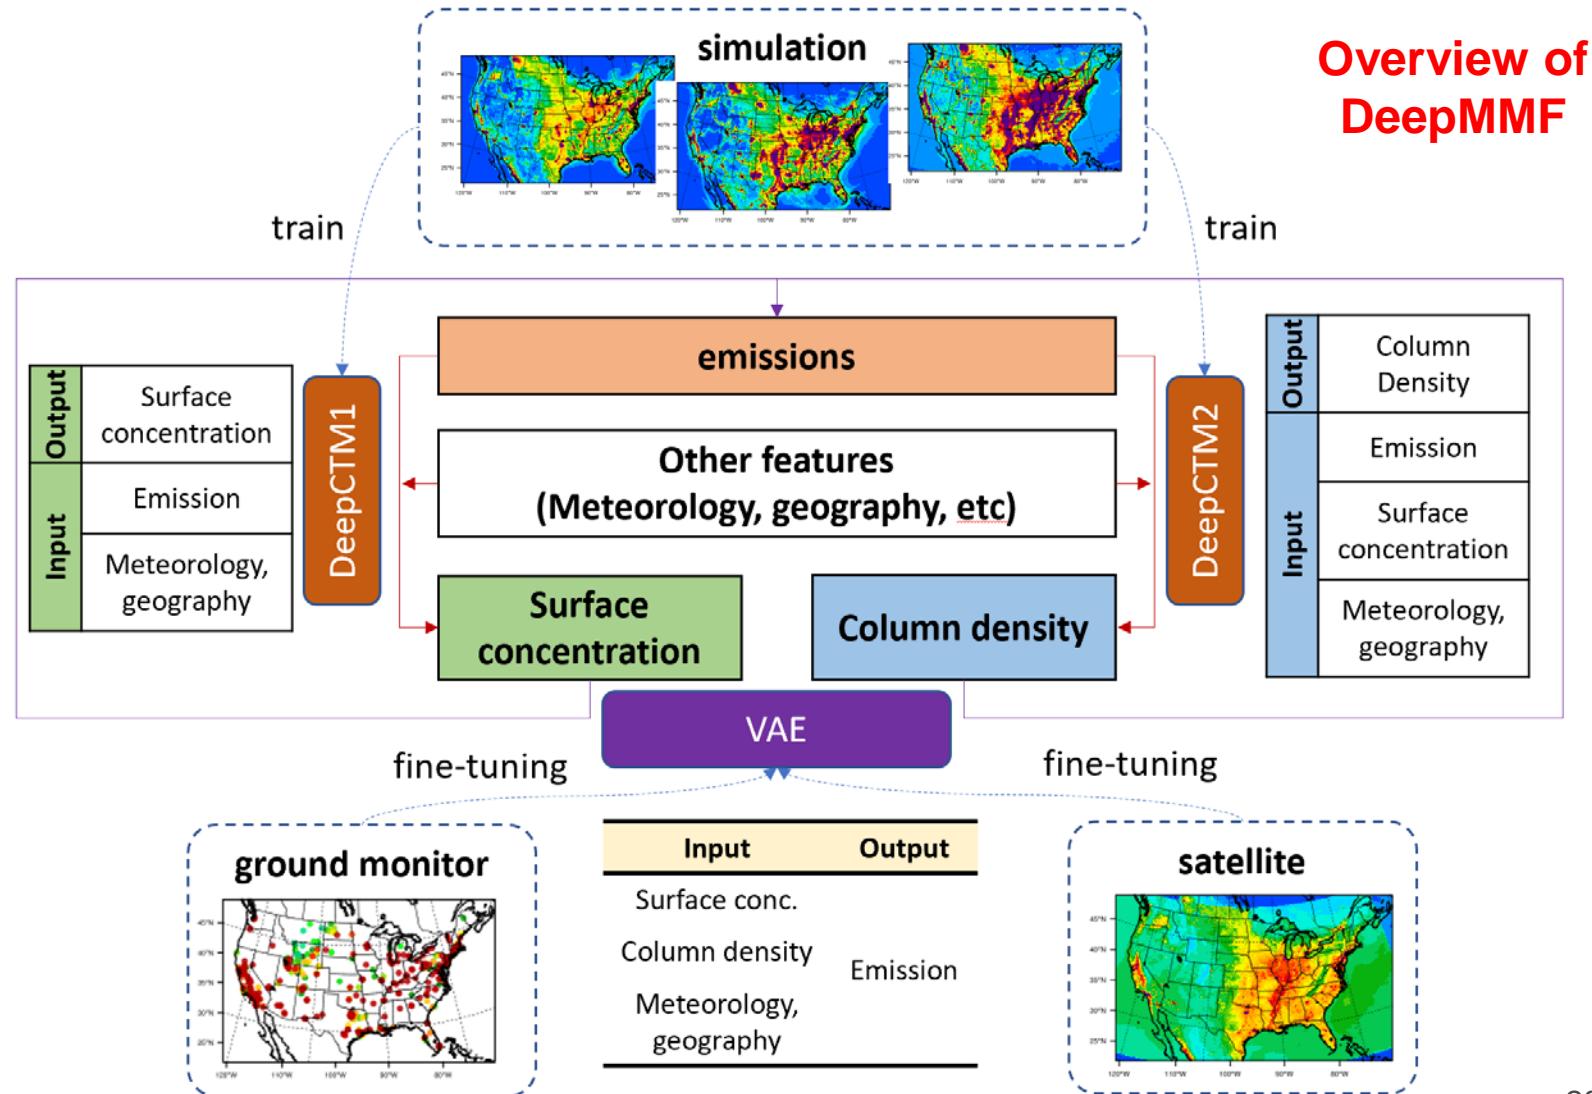 simulation
Overview of
DeepMMF
train
train
emissions
Output
Surface
concentration
Input
Emission
Meteorology,
geography
DeepCTM1
Other features
(Meteorology, geography, etc)
DeepCTM2
Output
Column
Density
Input
Emission
Surface
concentration
Meteorology,
geography
Surface
concentration
Column density
VAE
fine-tuning
fine-tuning
ground monitor
Input Output
Surface conc.
Column density
Emission
Meteorology,
geography
satellite